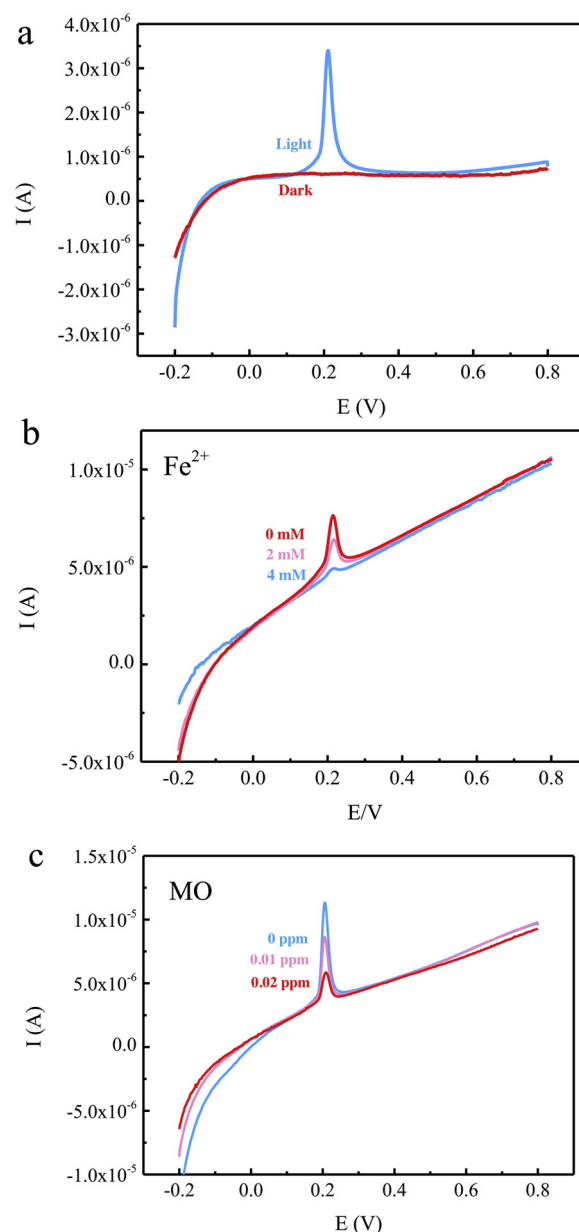 a
4.0x10⁻⁶
3.0x10⁻⁶
2.0x10⁻⁶
1.0x10⁻⁶
0.0
-1.0x10⁻⁶
-2.0x10⁻⁶
-3.0x10⁻⁶
I (A)
Light
Dark
-0.2 0.0 0.2 0.4 0.6 0.8
E (V)
b
Fe²⁺
1.0x10⁻⁵
5.0x10⁻⁶
0.0
-5.0x10⁻⁶
I (A)
0 mM
2 mM
4 mM
-0.2 0.0 0.2 0.4 0.6 0.8
E/V
c
MO
1.5x10⁻⁵
1.0x10⁻⁵
5.0x10⁻⁶
0.0
-5.0x10⁻⁶
-1.0x10⁻⁵
I (A)
0 ppm
0.01 ppm
0.02 ppm
-0.2 0.0 0.2 0.4 0.6 0.8
E (V)